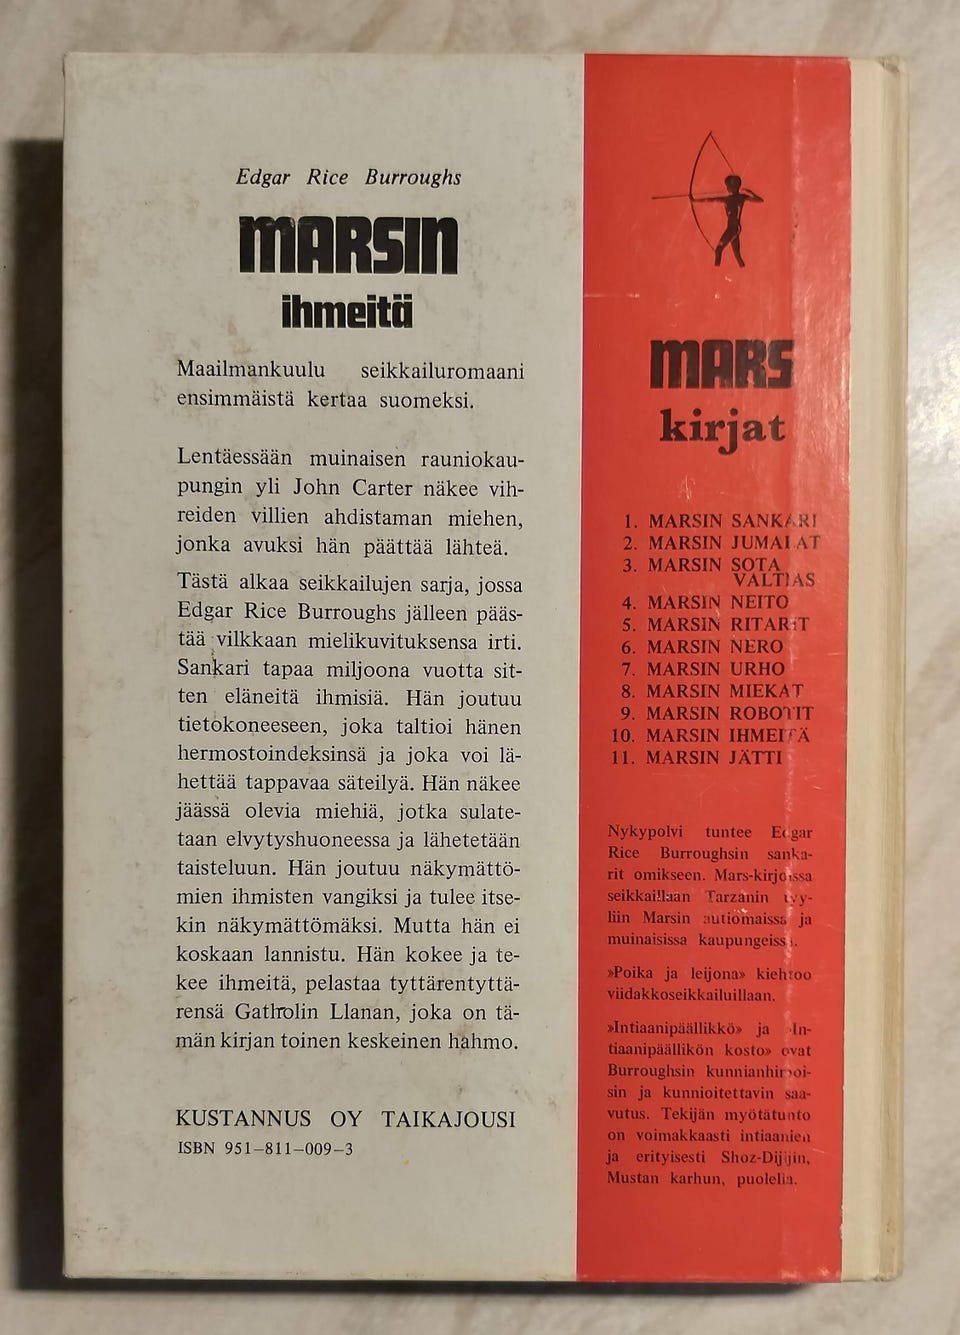 Edgar Rice Burroughs
MARSIN
ihmeitä
Maailmankuulu seikkailuromaani
ensimmäistä kertaa suomeksi.
Lentäessään muinaisen rauniokau-
pungin yli John Carter näkee vih-
reiden villien ahdistaman miehen,
jonka avuksi hän päättää lähteä.
Tästä alkaa seikkailujen sarja, jossa
Edgar Rice Burroughs jälleen pääs-
tää vilkkaan mielikuvituksensa irti.
Sankari tapaa miljoona vuotta sit-
ten eläneitä ihmisiä. Hän joutuu
tietokoneeseen, joka taltioi hänen
hermostoindeksinsä ja joka voi lä-
hettää tappavaa säteilyä. Hän näkee
jäässä olevia miehiä, jotka sulate-
taan elvytyshuoneessa ja lähetetään
taisteluun. Hän joutuu näkymättö-
mien ihmisten vangiksi ja tulee itse-
kin näkymättömäksi. Mutta hän ei
koskaan lannistu. Hän kokee ja te-
kee ihmeitä, pelastaa tyttärentyttä-
rensä Gatholin Llanan, joka on tä-
män kirjan toinen keskeinen hahmo.
KUSTANNUS OY TAIKAJOUSI
ISBN 951-811-009-3
MARS
kirjat
1. MARSIN SANKARI
2. MARSIN JUMALAT
3. MARSIN SOTA
VALTIAS
4. MARSIN NEITO
5. MARSIN RITARIT
6. MARSIN NERO
7. MARSIN URHO
8. MARSIN MIEKAT
9. MARSIN ROBOTIT
10. MARSIN IHMEITÄ
11. MARSIN JÄTTI
Nykypolvi tuntee Edgar
Rice Burroughsin sanka-
rit omikseen. Mars-kirjoissa
seikkaillaan Tarzanin tyy-
liin Marsin autiomaissa ja
muinaisissa kaupungeissa.
»Poika ja leijona» kiehtoo
viidakkoseikkailuillaan.
»Intiaanipäällikkö» ja »In-
tiaanipäällikön kosto» ovat
Burroughsin kunnianhimoi-
sin ja kunnioitettavin saa-
vutus. Tekijän myötätunto
on voimakkaasti intiaanien
ja erityisesti Shoz-Dijijin,
Mustan karhun, puolella.